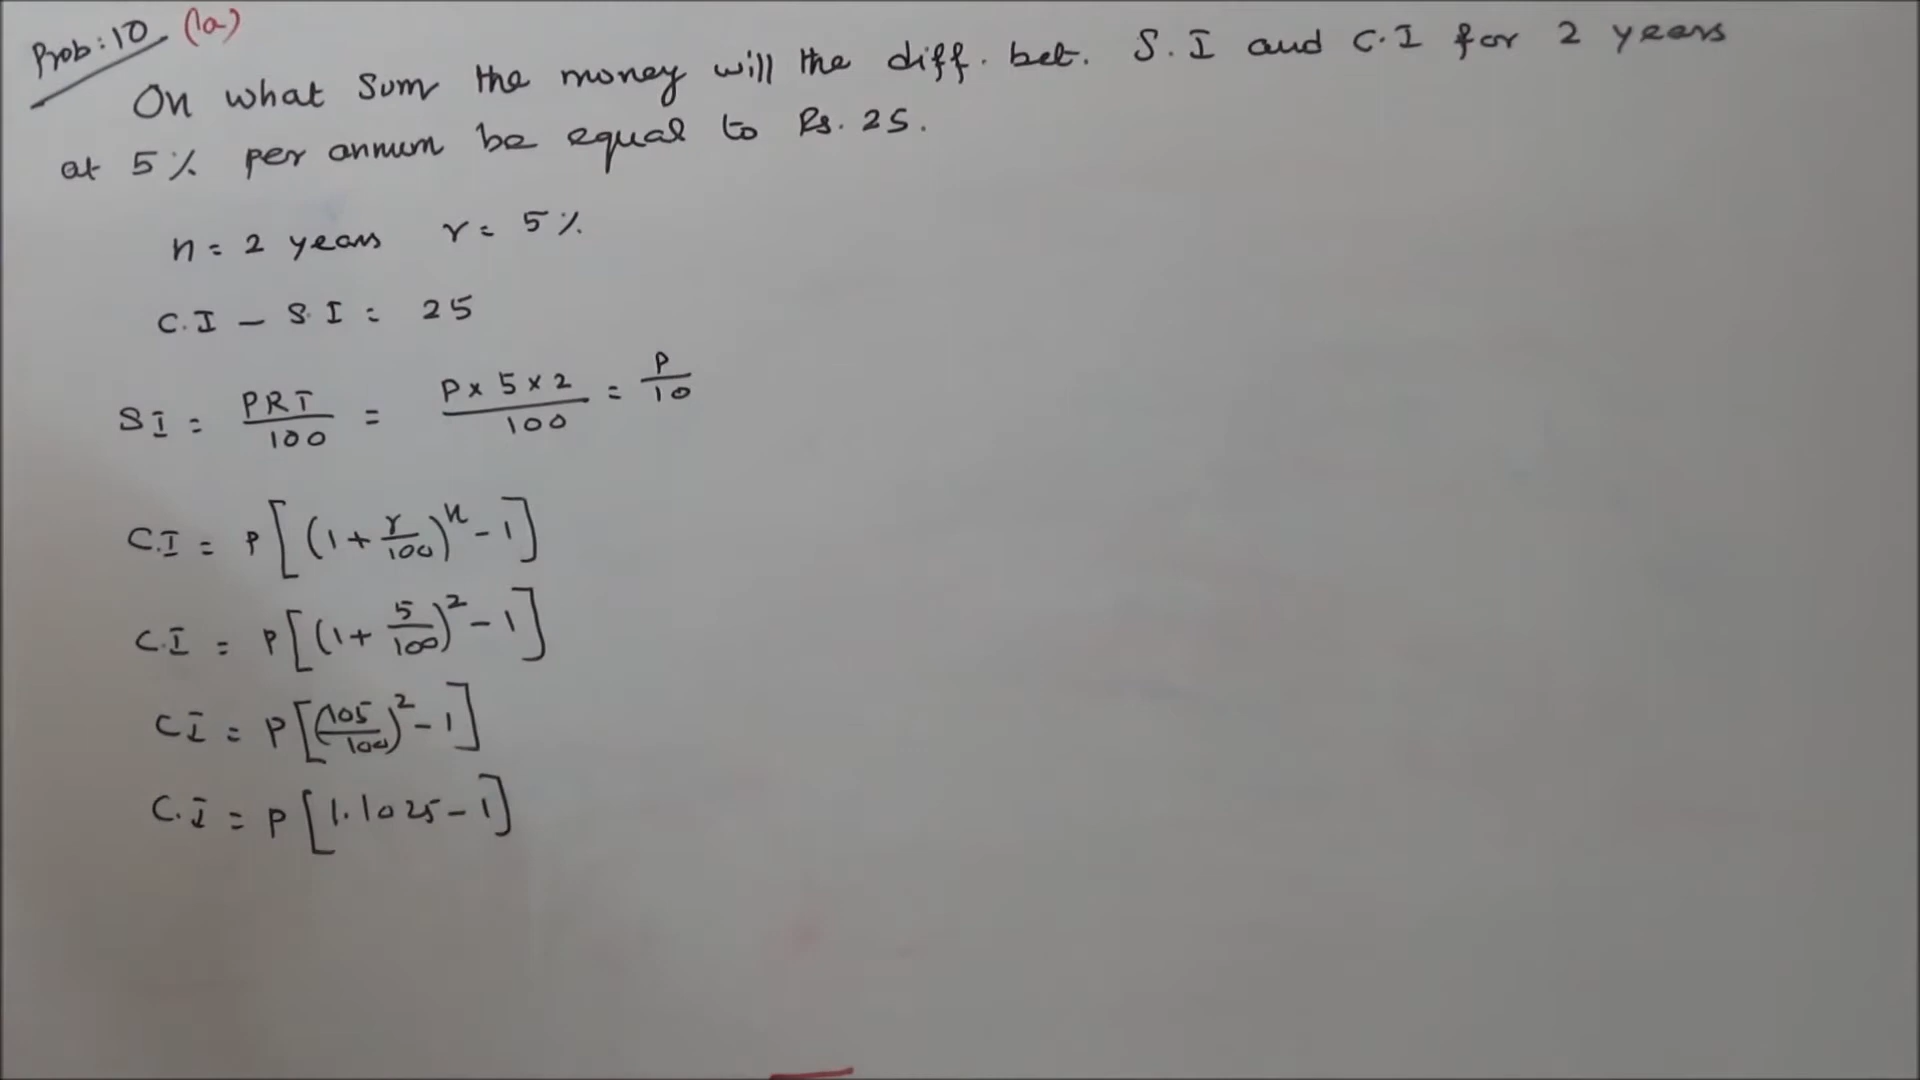 Prob:10 (1a)
On what Sum the money will the diff. bet. S.I and C.I for 2 years
at 5% per annum be equal to Rs. 25.
n = 2 years r = 5%
C.I - S.I = 25
SI = PRT/100 = P x 5 x 2/100 = P/10
C.I = P[(1 + r/100)^n - 1]
C.I = P[(1 + 5/100)^2 - 1]
CI = P[(105/100)^2 - 1]
C.I = P[1.1025 - 1]